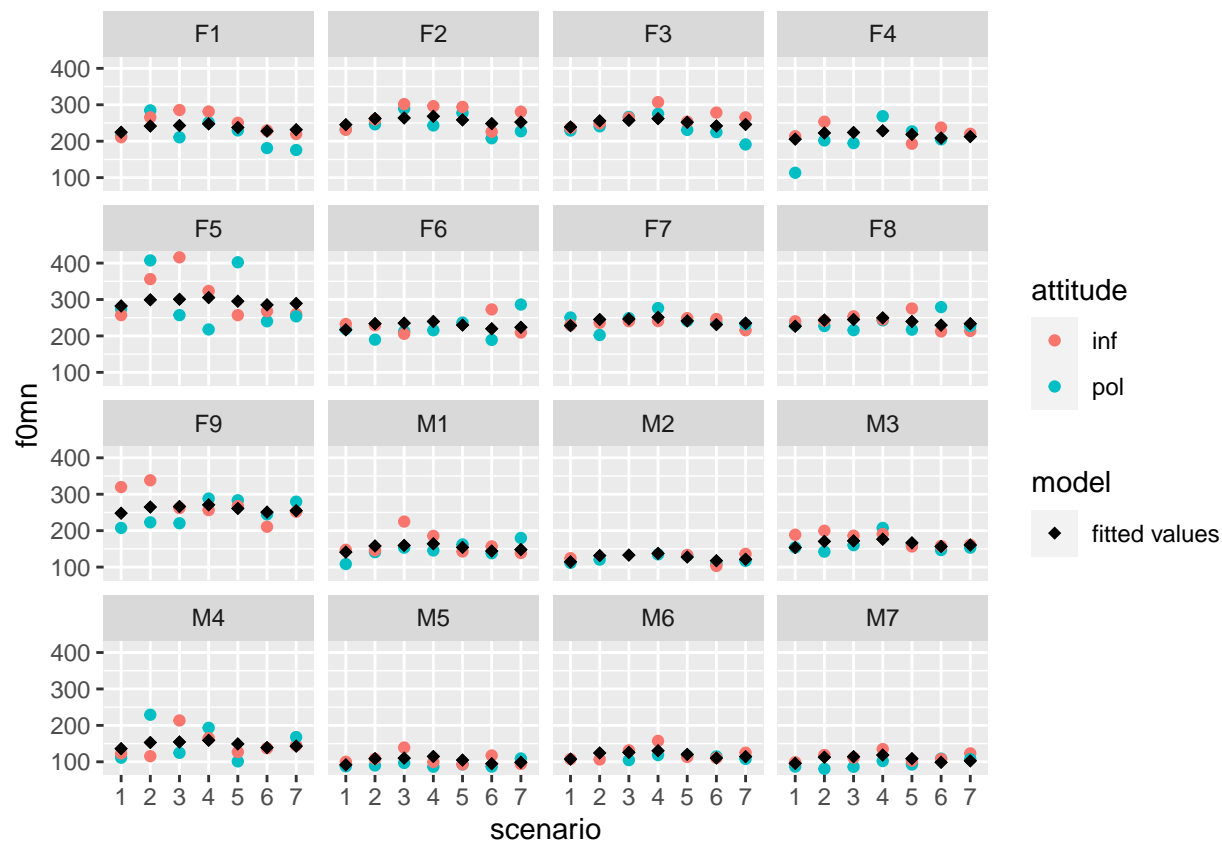 F1 F2 F3 F4
400
300
200
100
F5 F6 F7 F8
400
300
200
100
F9 M1 M2 M3
400
300
200
100
M4 M5 M6 M7
400
300
200
100
1 2 3 4 5 6 7 1 2 3 4 5 6 7 1 2 3 4 5 6 7 1 2 3 4 5 6 7
scenario
f0mn
attitude
inf
pol
model
fitted values